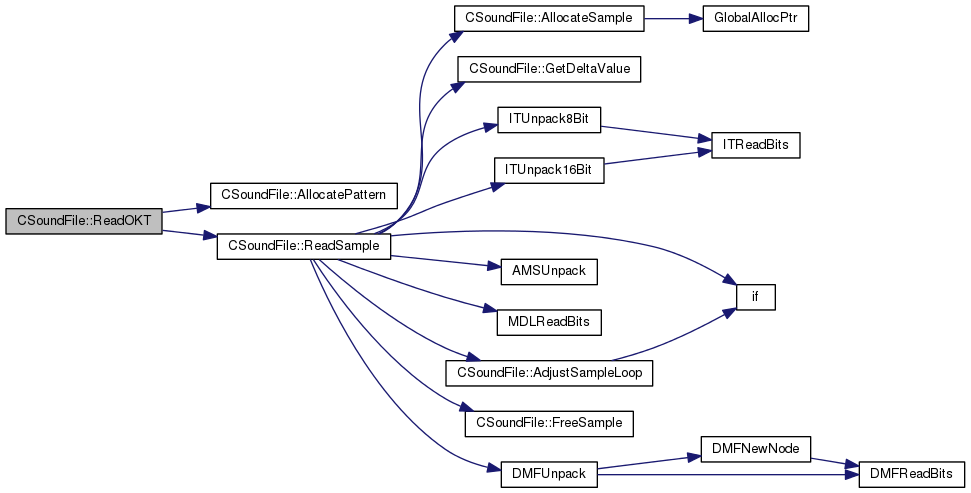 CSoundFile::AllocateSample
GlobalAllocPtr
CSoundFile::GetDeltaValue
ITUnpack8Bit
ITReadBits
ITUnpack16Bit
CSoundFile::AllocatePattern
CSoundFile::ReadOKT
CSoundFile::ReadSample
AMSUnpack
if
MDLReadBits
CSoundFile::AdjustSampleLoop
CSoundFile::FreeSample
DMFNewNode
DMFUnpack
DMFReadBits